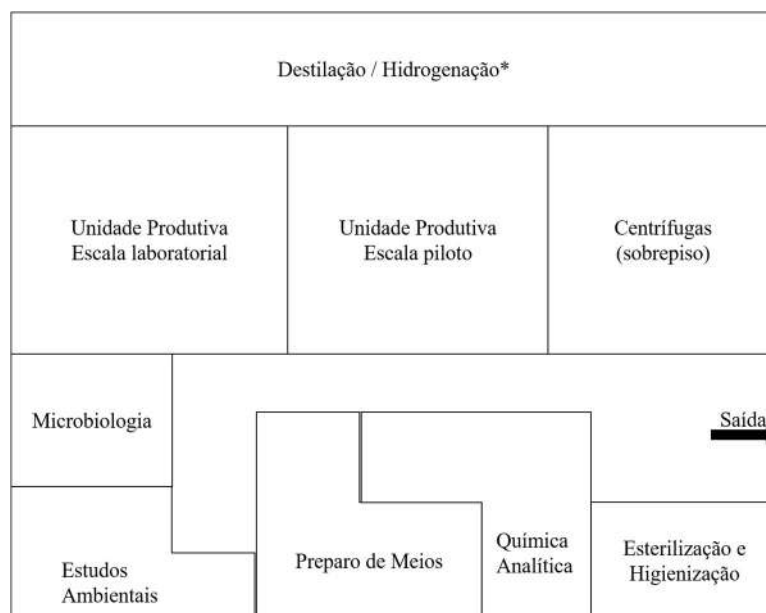 Destilação / Hidrogenação*
Unidade Produtiva
Escala laboratorial
Unidade Produtiva
Escala piloto
Centrífugas
(sobrepiso)
Microbiologia
Saída
Estudos
Ambientais
Preparo de Meios
Química
Analítica
Esterilização e
Higienização